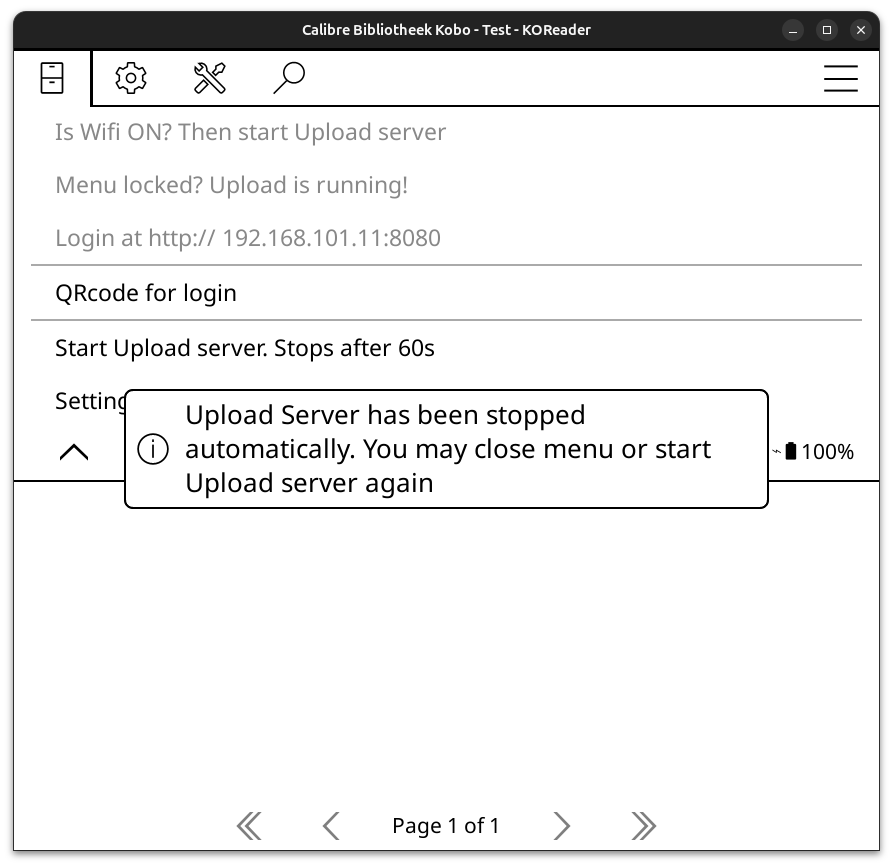 Calibre Bibliotheek Kobo - Test - KOReader
Is Wifi ON? Then start Upload server
Menu locked? Upload is running!
Login at http:// 192.168.101.11:8080
QRcode for login
Start Upload server. Stops after 60s
Setting
Upload Server has been stopped
automatically. You may close menu or start
Upload server again
100%
Page 1 of 1